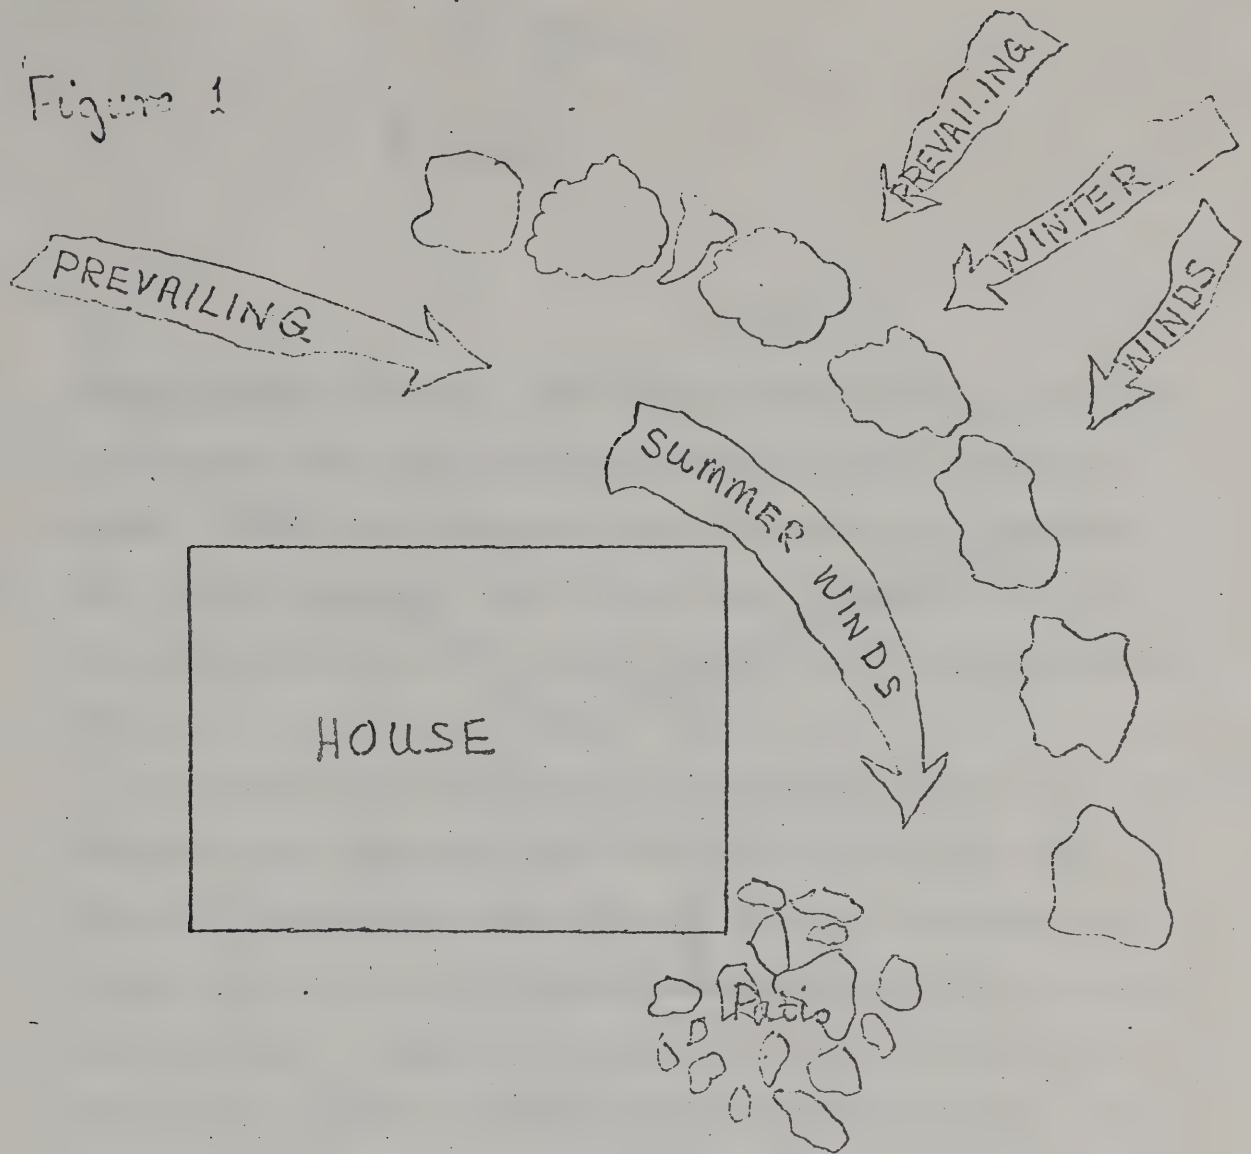 Figure 1
PREVAILING
WINTER
WINDS
PREVAILING
SUMMER WINDS
HOUSE
Patio